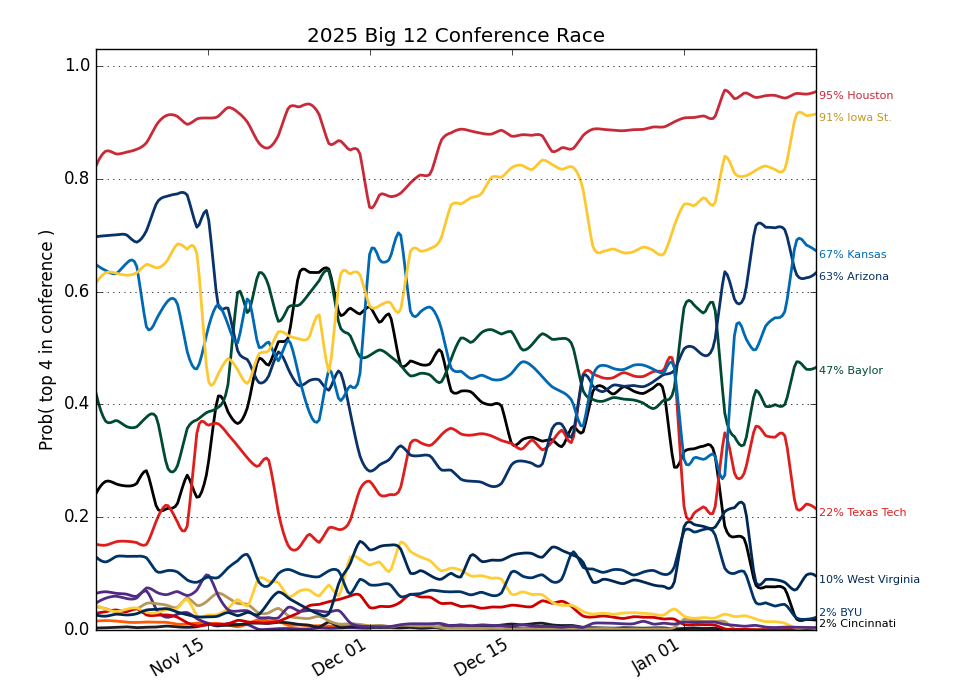 2025 Big 12 Conference Race
Prob( top 4 in conference )
1.0
0.8
0.6
0.4
0.2
0.0
Nov 15
Dec 01
Dec 15
Jan 01
95% Houston
91% Iowa St.
67% Kansas
63% Arizona
47% Baylor
22% Texas Tech
10% West Virginia
2% BYU
2% Cincinnati